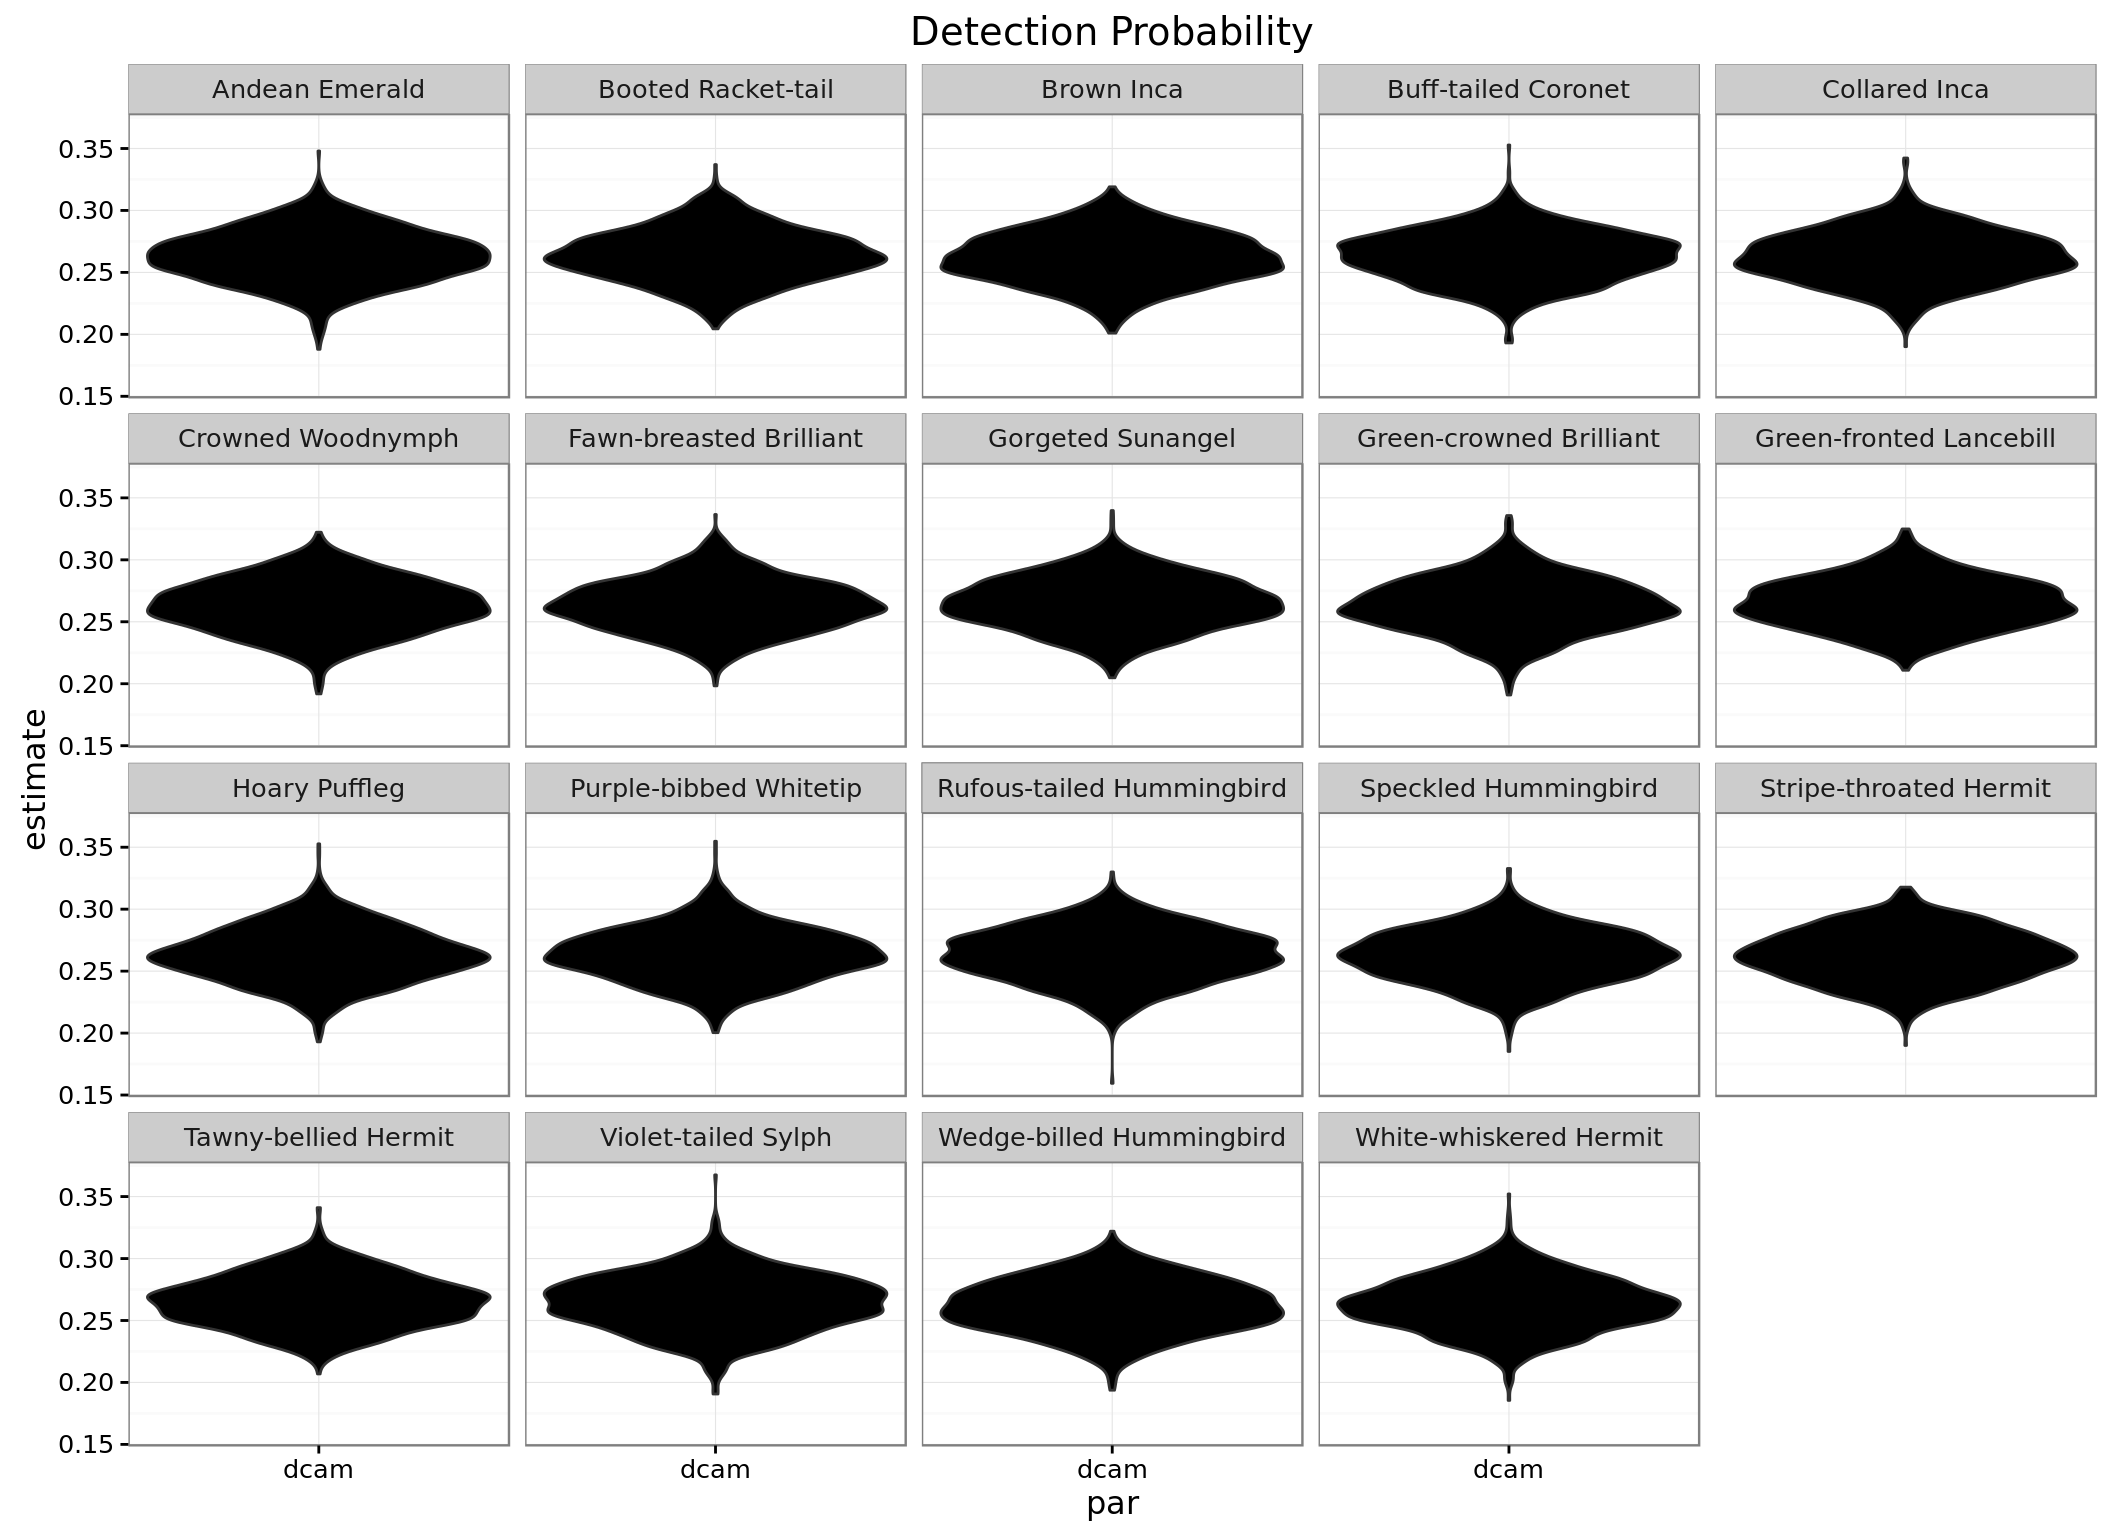 Detection Probability
Andean Emerald Booted Racket-tail Brown Inca Buff-tailed Coronet Collared Inca
0.35
0.30
0.25
0.20
0.15
Crowned Woodnymph Fawn-breasted Brilliant Gorgeted Sunangel Green-crowned Brilliant Green-fronted Lancebill
0.35
0.30
0.25
0.20
0.15
estimate
Hoary Puffleg Purple-bibbed Whitetip Rufous-tailed Hummingbird Speckled Hummingbird Stripe-throated Hermit
0.35
0.30
0.25
0.20
0.15
Tawny-bellied Hermit Violet-tailed Sylph Wedge-billed Hummingbird White-whiskered Hermit
0.35
0.30
0.25
0.20
0.15
dcam dcam dcam dcam
par